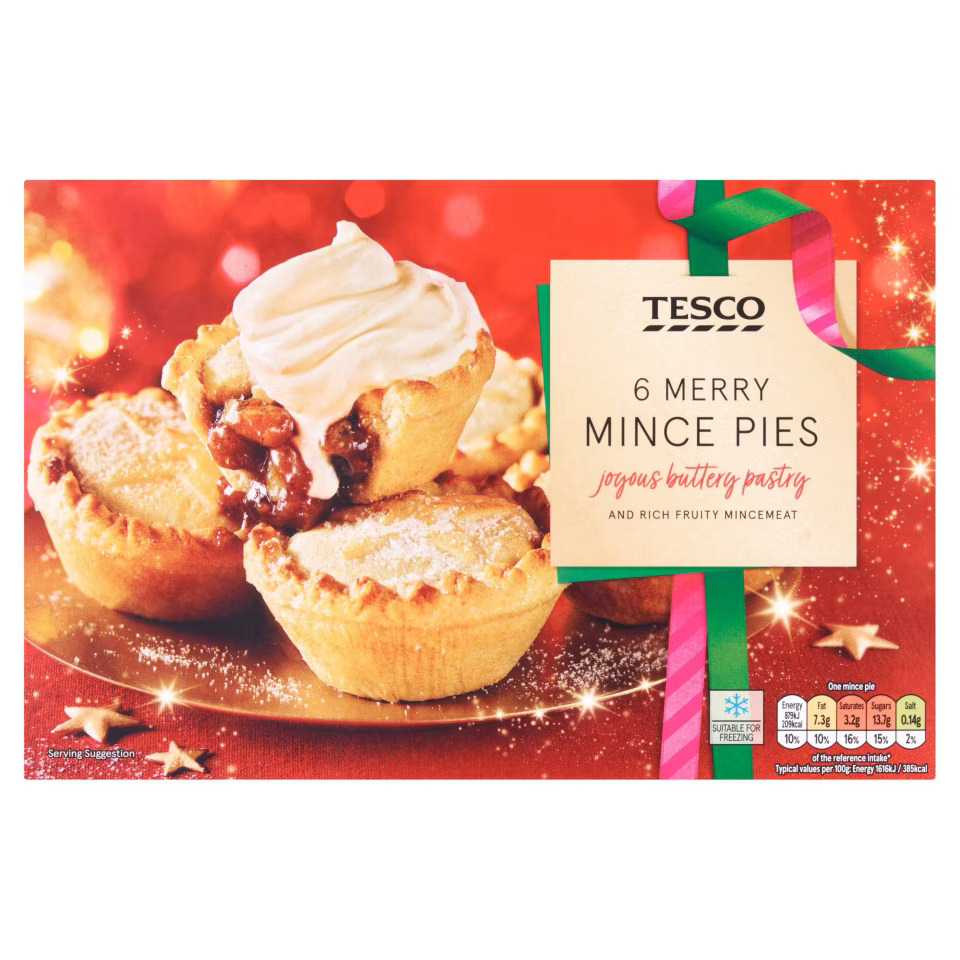 TESCO
6 MERRY
MINCE PIES
joyous buttery pastry
AND RICH FRUITY MINCEMEAT
Serving Suggestion
SUITABLE FOR
FREEZING
One mince pie
Energy Fat Saturates Sugars Salt
879kJ
209kcal 7.3g 3.2g 13.7g 0.14g
10% 10% 16% 15% 2%
of the reference intake*
Typical values per 100g: Energy 1616kJ / 385kcal